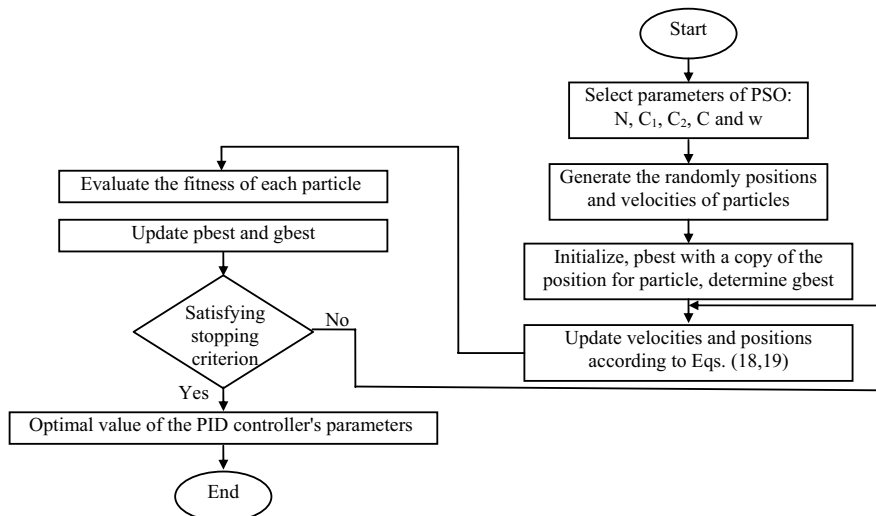 Start
Select parameters of PSO:
N, C₁, C₂, C and w
Generate the randomly positions
and velocities of particles
Initialize, pbest with a copy of the
position for particle, determine gbest
Update velocities and positions
according to Eqs. (18,19)
Evaluate the fitness of each particle
Update pbest and gbest
Satisfying
stopping
criterion
No
Yes
Optimal value of the PID controller's parameters
End